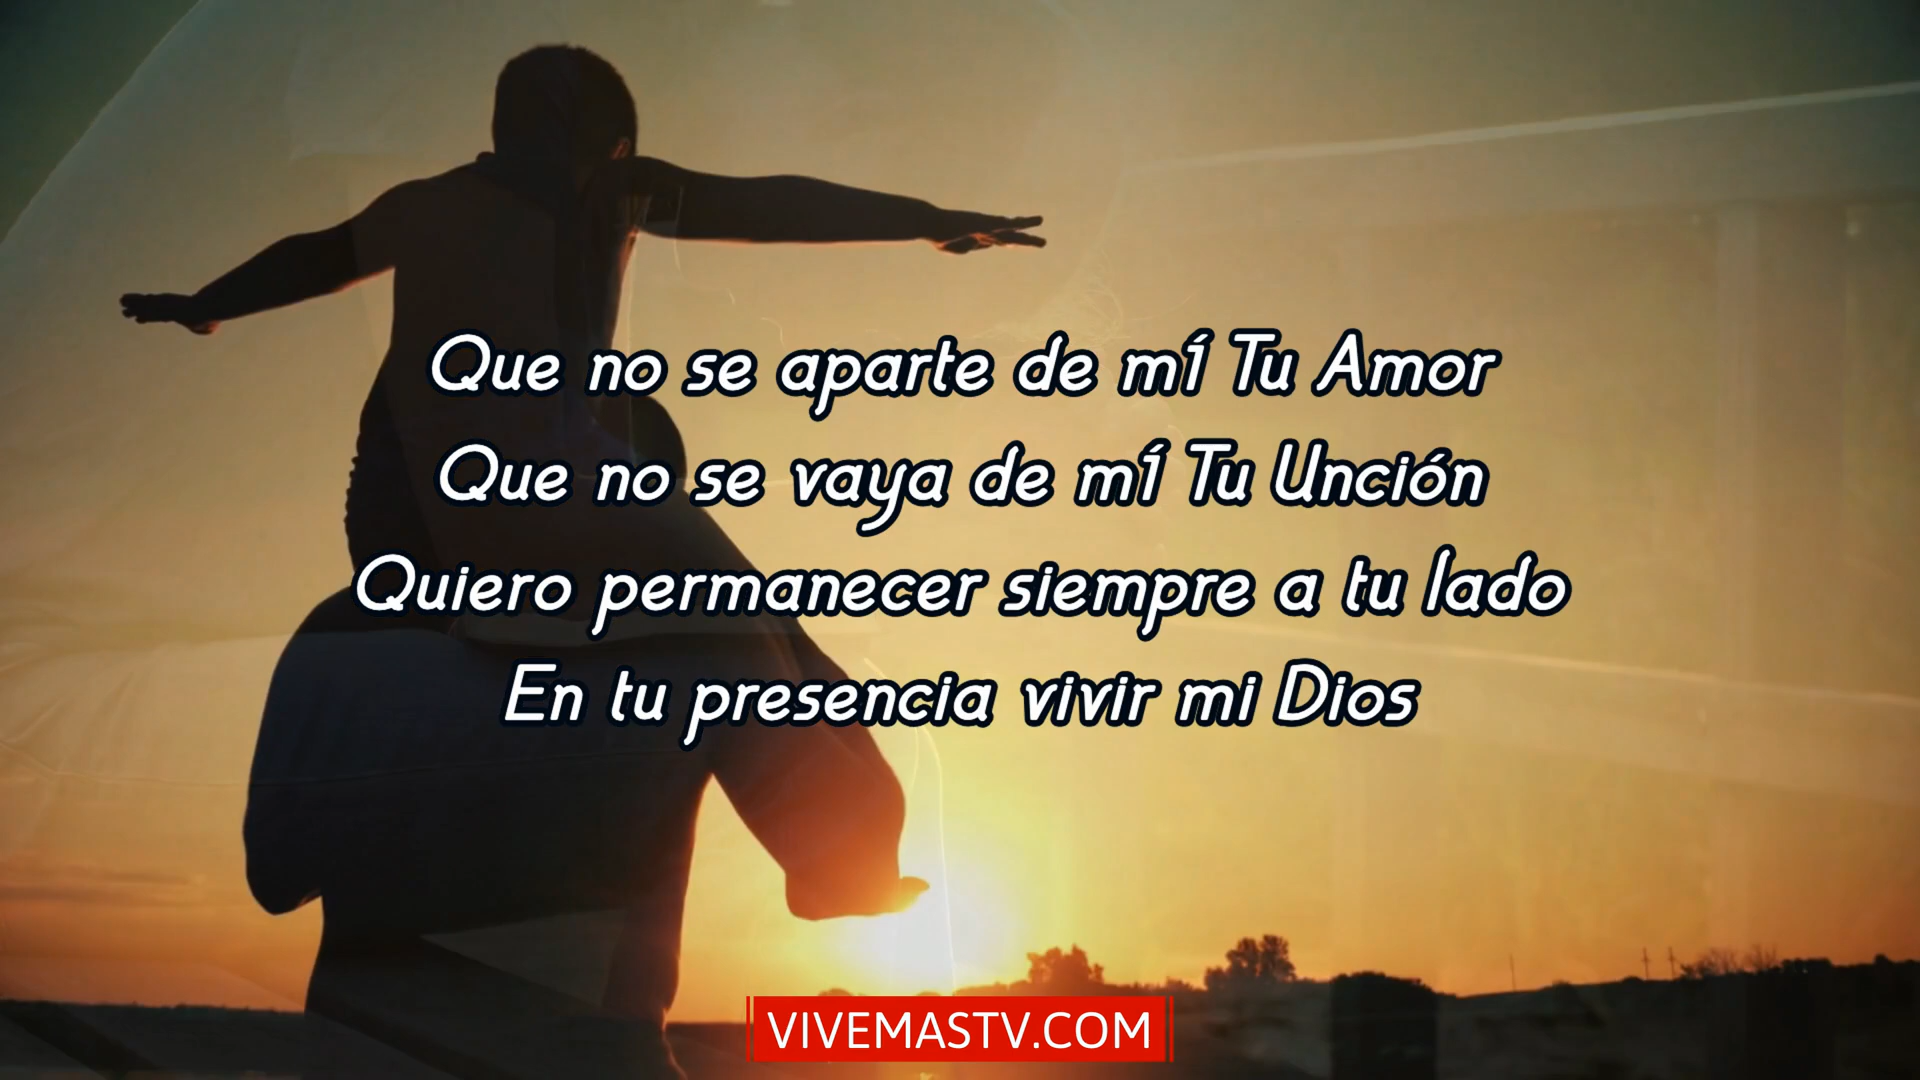 Que no se aparte de mí Tu Amor
Que no se vaya de mí Tu Unción
Quiero permanecer siempre a tu lado
En tu presencia vivir mi Dios
VIVEMASTV.COM